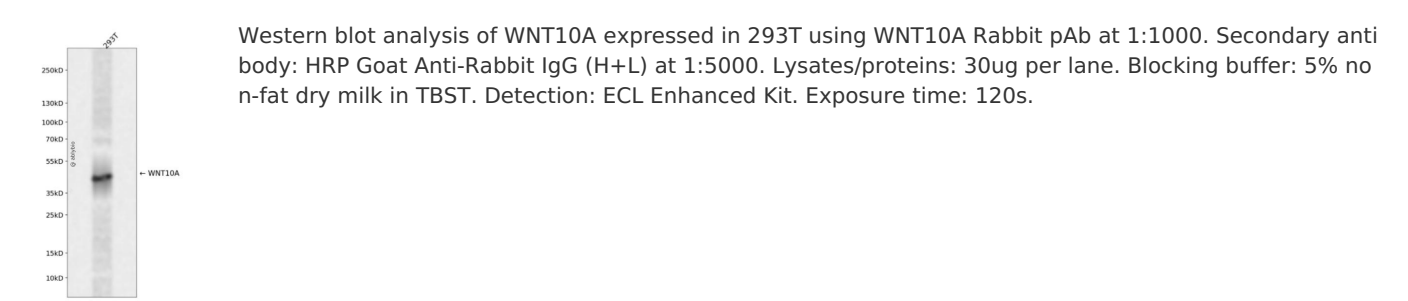 Western blot analysis of WNT10A expressed in 293T using WNT10A Rabbit pAb at 1:1000. Secondary anti
body: HRP Goat Anti-Rabbit IgG (H+L) at 1:5000. Lysates/proteins: 30ug per lane. Blocking buffer: 5% no
n-fat dry milk in TBST. Detection: ECL Enhanced Kit. Exposure time: 120s.
293T
250kD
130kD
100kD
70kD
55kD
← WNT10A
35kD
25kD
15kD
10kD